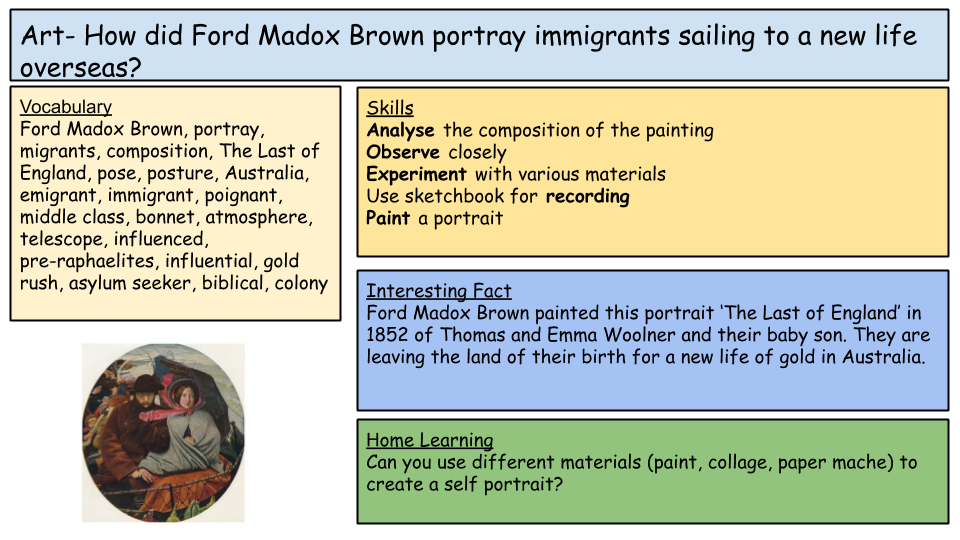 Art- How did Ford Madox Brown portray immigrants sailing to a new life
overseas?
Vocabulary
Ford Madox Brown, portray,
migrants, composition, The Last of
England, pose, posture, Australia,
emigrant, immigrant, poignant,
middle class, bonnet, atmosphere,
telescope, influenced,
pre-raphaelites, influential, gold
rush, asylum seeker, biblical, colony
Skills
Analyse the composition of the painting
Observe closely
Experiment with various materials
Use sketchbook for recording
Paint a portrait
Interesting Fact
Ford Madox Brown painted this portrait ‘The Last of England’ in
1852 of Thomas and Emma Woolner and their baby son. They are
leaving the land of their birth for a new life of gold in Australia.
Home Learning
Can you use different materials (paint, collage, paper mache) to
create a self portrait?